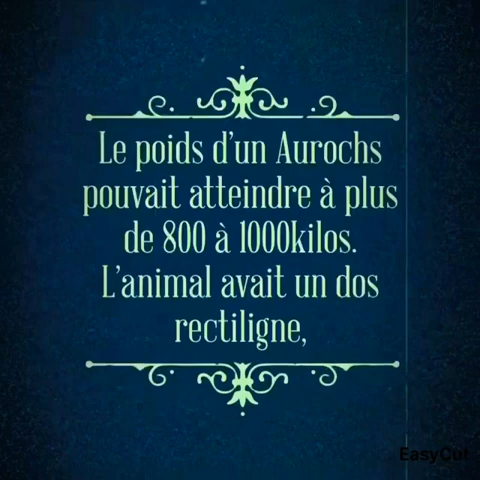 Le poids d'un Aurochs
pouvait atteindre à plus
de 800 à 1000kilos.
L'animal avait un dos
rectiligne,
EasyCut